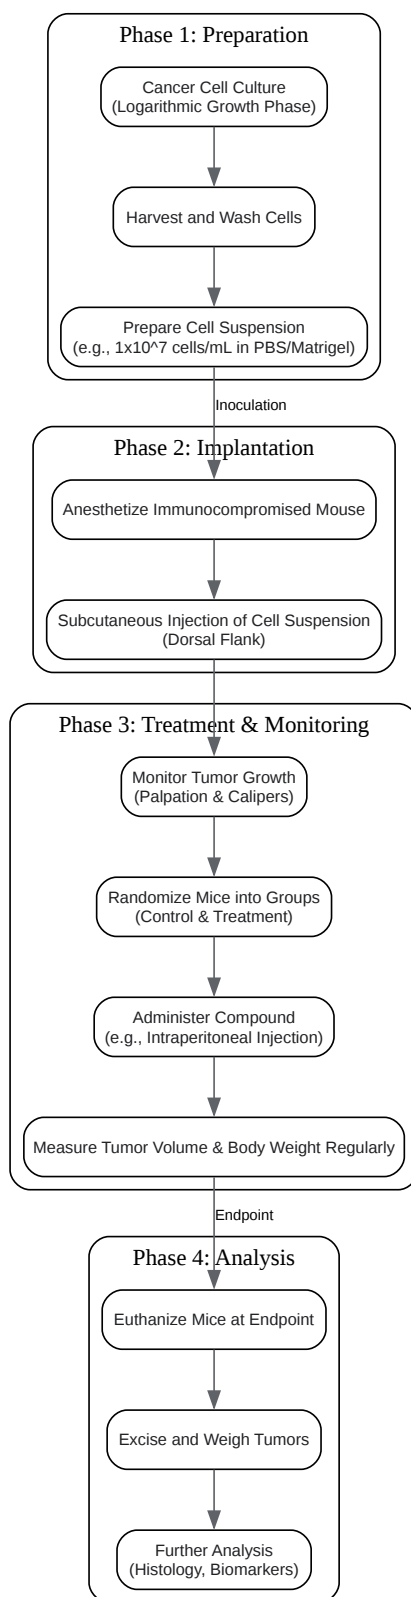 Phase 1: Preparation
Cancer Cell Culture
(Logarithmic Growth Phase)
Harvest and Wash Cells
Prepare Cell Suspension
(e.g., 1x10^7 cells/mL in PBS/Matrigel)
Inoculation
Phase 2: Implantation
Anesthetize Immunocompromised Mouse
Subcutaneous Injection of Cell Suspension
(Dorsal Flank)
Phase 3: Treatment & Monitoring
Monitor Tumor Growth
(Palpation & Calipers)
Randomize Mice into Groups
(Control & Treatment)
Administer Compound
(e.g., Intraperitoneal Injection)
Measure Tumor Volume & Body Weight Regularly
Endpoint
Phase 4: Analysis
Euthanize Mice at Endpoint
Excise and Weigh Tumors
Further Analysis
(Histology, Biomarkers)